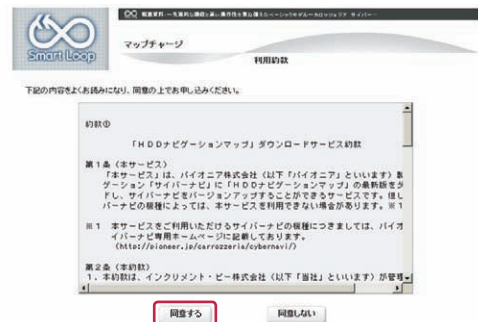 Smart Loop
マップチャージ
利用約款
下記の内容をよくお読みになり、同意の上でお申し込みください。
約款①
「ＨＤＤナビゲーションマップ」ダウンロードサービス約款
第１条（本サービス）
「本サービス」は、パイオニア株式会社（以下「パイオニア」といいます）製
ゲーション「サイバーナビ」に「ＨＤＤナビゲーションマップ」の最新版をダ
ドし、サイバーナビをバージョンアップすることができるサービスです。但し
バーナビの機種によっては、本サービスを利用できない場合があります。※１
※１ 本サービスをご利用いただけるサイバーナビの機種につきましては、パイオ
イバーナビ専用ホームページに記載しております。
(http://pioneer.jp/carrozzeria/cybernavi/)
第２条（本約款）
１．本約款は、インクリメント・ピー株式会社（以下「当社」といいます）が管理
同意する
同意しない